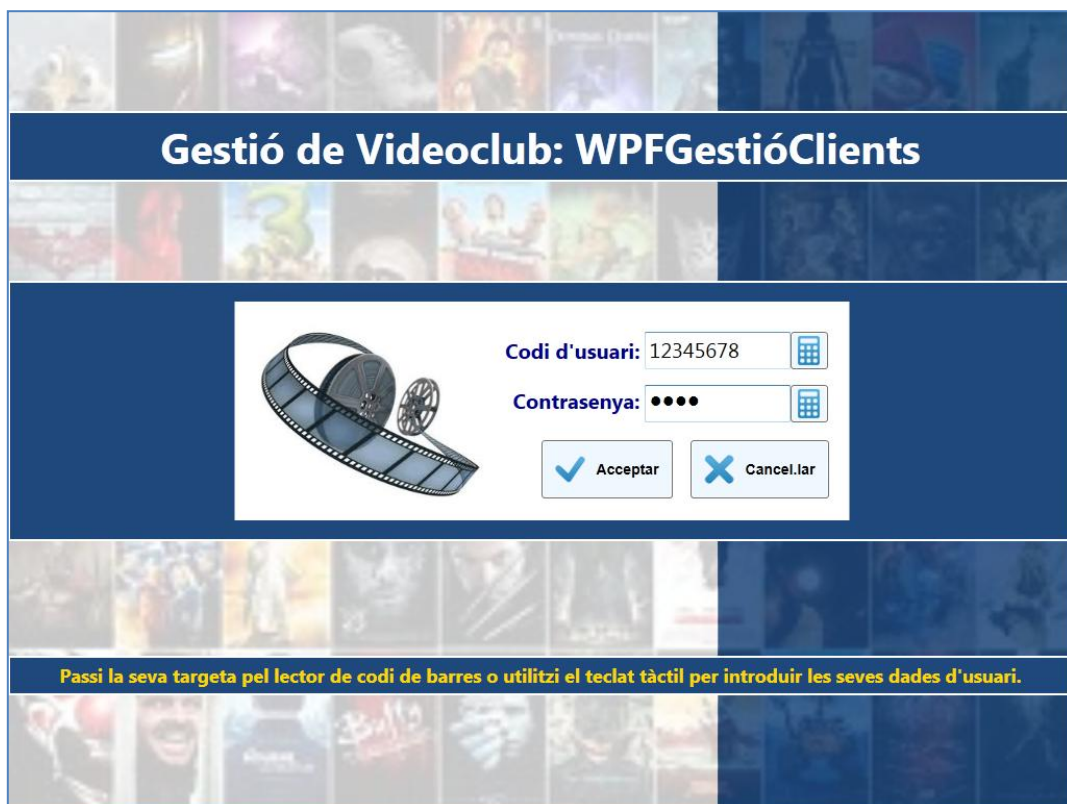 Gestió de Videoclub: WPFGestióClients
Codi d'usuari: 12345678
Contrasenya: ●●●●
Acceptar
Cancel.lar
Passi la seva targeta pel lector de codi de barres o utilitzi el teclat tàctil per introduir les seves dades d'usuari.